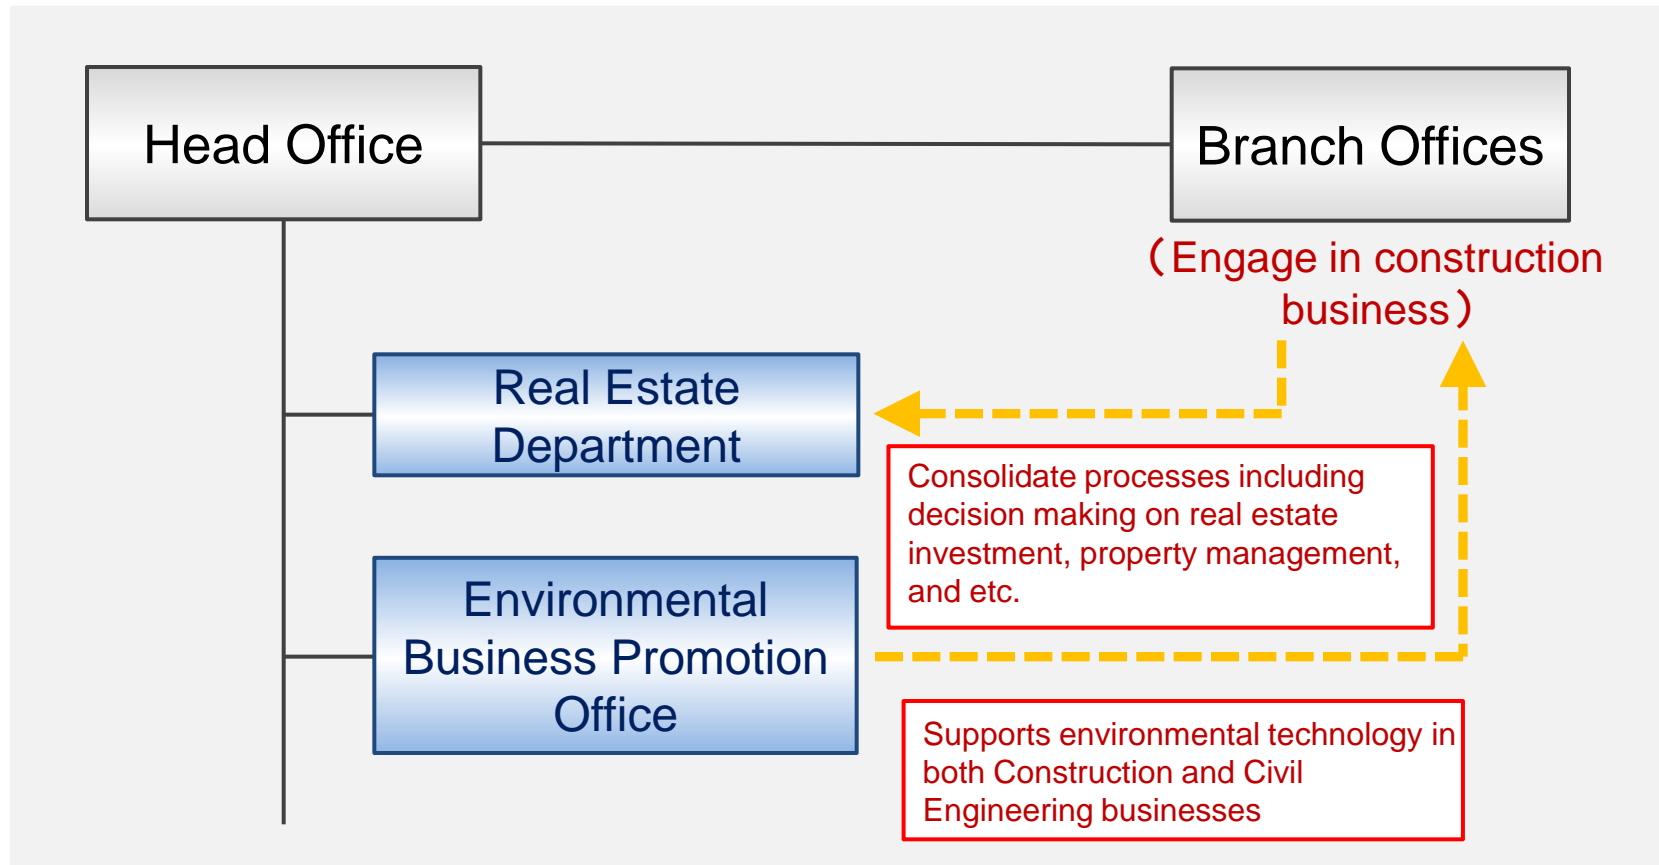 Head Office
Branch Offices
（Engage in construction
business）
Real Estate
Department
Consolidate processes including
decision making on real estate
investment, property management,
and etc.
Environmental
Business Promotion
Office
Supports environmental technology in
both Construction and Civil
Engineering businesses